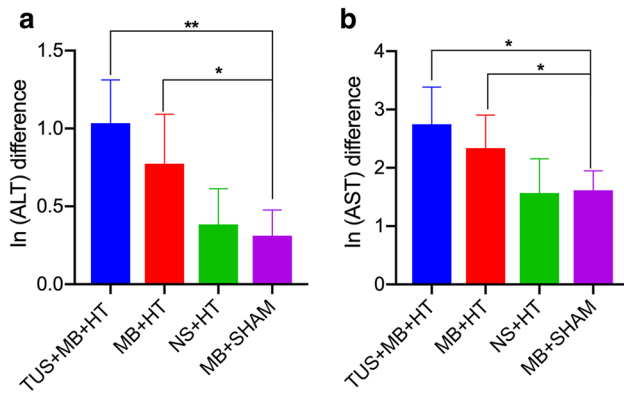 a
**
*
ln (ALT) difference
1.5
1.0
0.5
0.0
TUS+MB+HT
MB+HT
NS+HT
MB+SHAM
b
*
*
ln (AST) difference
4
3
2
1
0
TUS+MB+HT
MB+HT
NS+HT
MB+SHAM